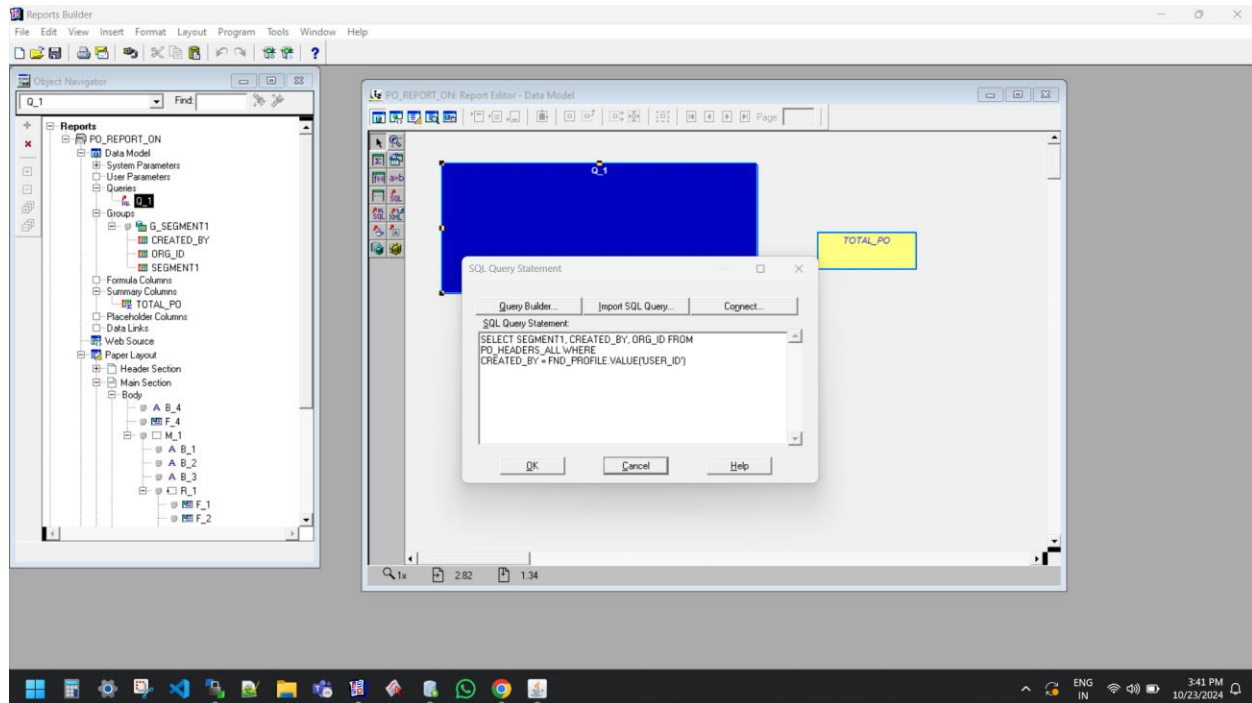 Reports Builder
File Edit View Insert Format Layout Program Tools Window Help
Object Navigator
Q_1
Find:
Reports
PO_REPORT_ON
Data Model
System Parameters
User Parameters
Queries
Q_1
Groups
G_SEGMENT1
CREATED_BY
ORG_ID
SEGMENT1
Formula Columns
Summary Columns
TOTAL_PO
Placeholder Columns
Data Links
Web Source
Paper Layout
Header Section
Main Section
Body
A B_4
F_4
M_1
A B_1
A B_2
A B_3
R_1
F_1
F_2
PO_REPORT_ON: Report Editor - Data Model
Page
Q_1
TOTAL_PO
SQL Query Statement
Query Builder...
Import SQL Query...
Connect...
SQL Query Statement:
SELECT SEGMENT1, CREATED_BY, ORG_ID FROM
PO_HEADERS_ALL WHERE
CREATED_BY = FND_PROFILE.VALUE('USER_ID')
OK
Cancel
Help
1x 2.82 1.34
ENG
IN
3:41 PM
10/23/2024